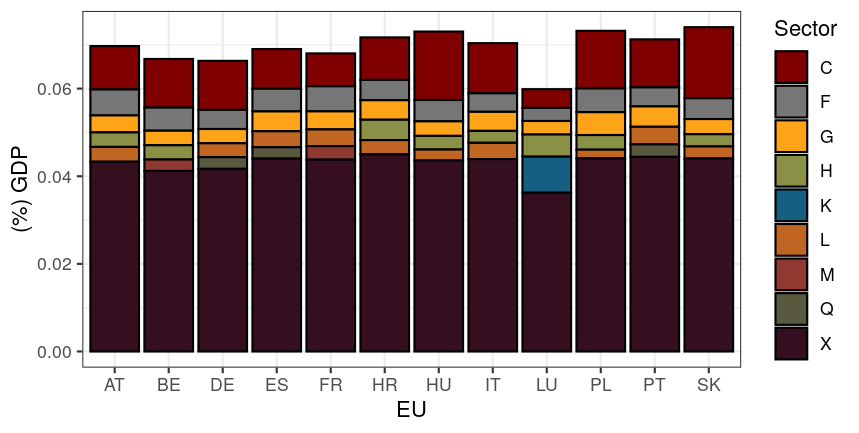 Sector
C
F
G
H
K
L
M
Q
X
(%) GDP
0.06
0.04
0.02
0.00
AT BE DE ES FR HR HU IT LU PL PT SK
EU